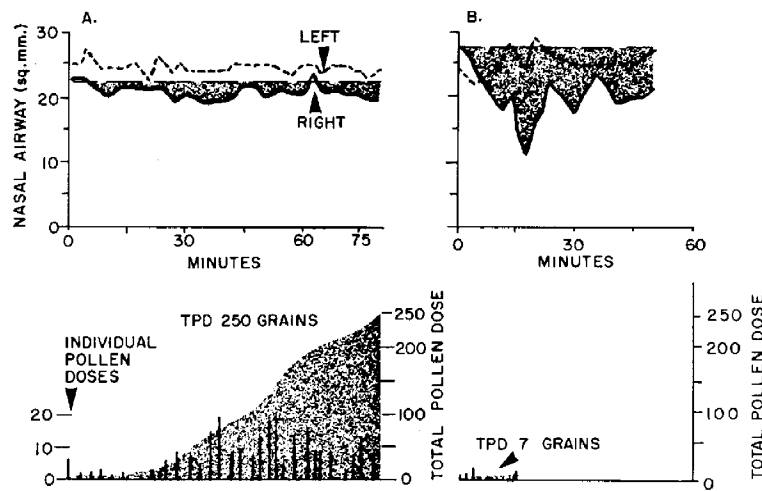 A.
NASAL AIRWAY (sq.mm.)
30
20
10
0
LEFT
RIGHT
0 30 60 75
MINUTES
B.
0 30 60
MINUTES
INDIVIDUAL
POLLEN
DOSES
20
10
0
TPD 250 GRAINS
250
200
100
0
TOTAL POLLEN DOSE
TPD 7 GRAINS
250
200
100
0
TOTAL POLLEN DOSE